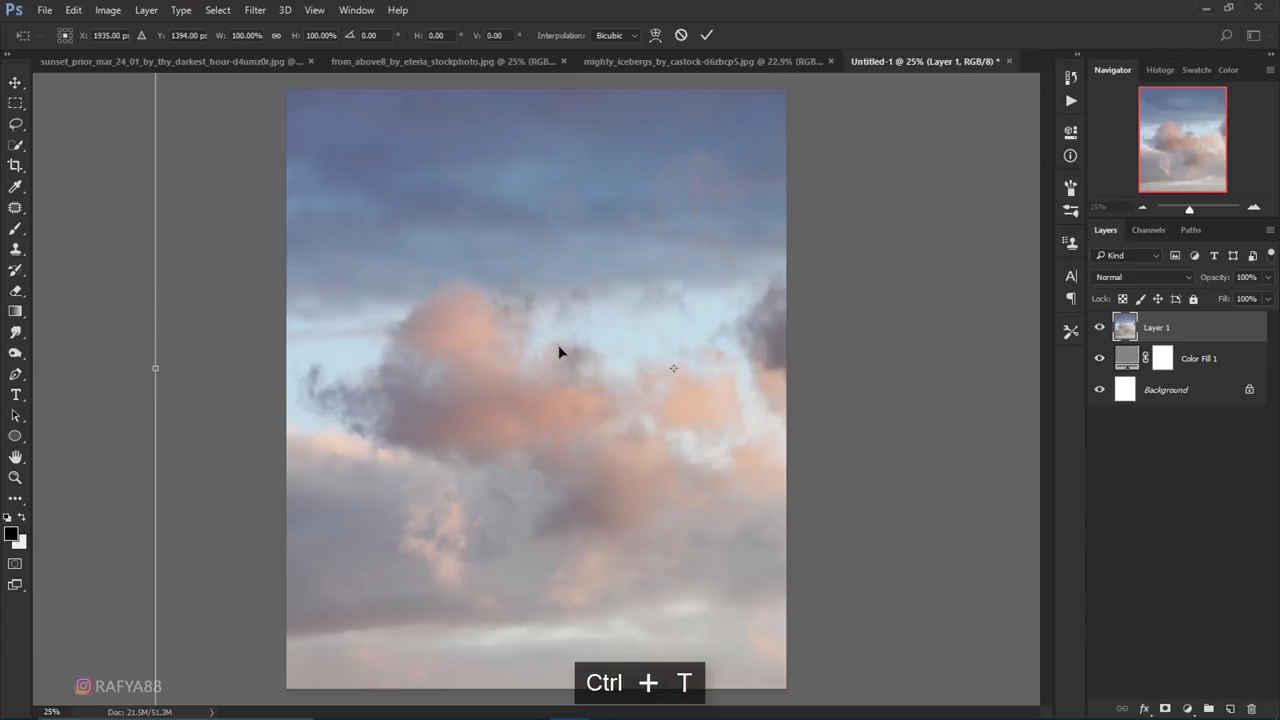 Ps File Edit Image Layer Type Select Filter 3D View Window Help
X: 1935.00 px Y: 1394.00 px W: 100.00% H: 100.00% 0.00 ° H: 0.00 ° V: 0.00 ° Interpolation: Bicubic
sunset_prior_mar_24_01_by_thy_darkest_hour-d4umz0r.jpg @... × from_above8_by_eteria_stockphoto.jpg @ 25% (RGB... × mighty_icebergs_by_castock-d6zbcp5.jpg @ 22.9% (RGB... × Untitled-1 @ 25% (Layer 1, RGB/8) * ×
Navigator Histogr Swatch Color
25%
Layers Channels Paths
Kind
Normal Opacity: 100%
Lock: Fill: 100%
Layer 1
Color Fill 1
Background
Ctrl + T
RAFYA88
25% Doc: 21.5M/51.3M